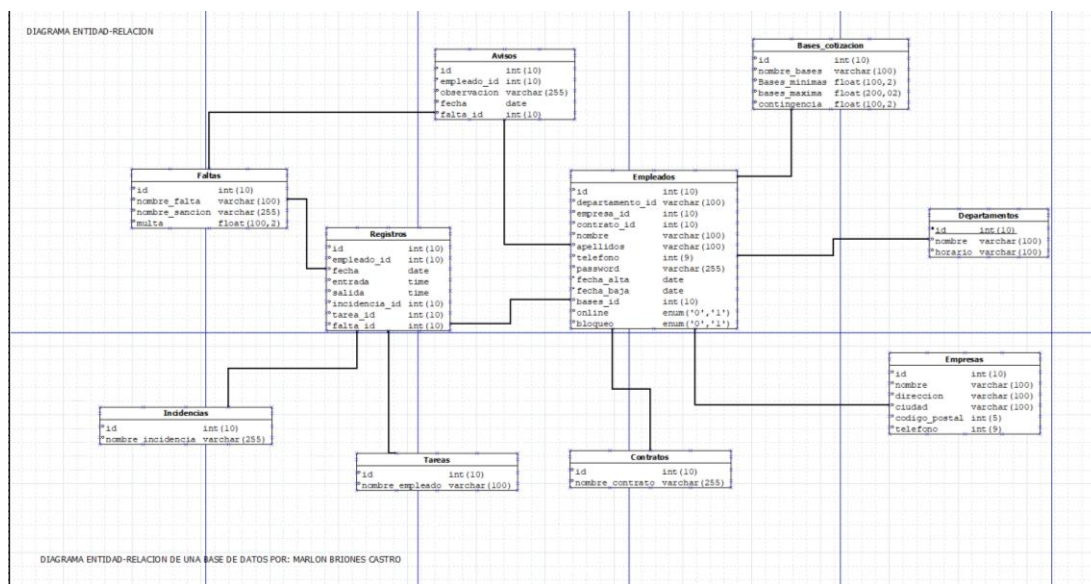 DIAGRAMA ENTIDAD-RELACION
Avisos
id int(10)
empleado_id int(10)
observacion varchar(255)
fecha date
falta_id int(10)
Bases_cotizacion
id int(10)
nombre_bases varchar(100)
Bases_minimas float(100,2)
bases_maxima float(200,02)
contingencia float(100,2)
Faltas
id int(10)
nombre_falta varchar(100)
nombre_sancion varchar(255)
multa float(100,2)
Registros
id int(10)
empleado_id int(10)
fecha date
entrada time
salida time
incidencia_id int(10)
tarea_id int(10)
falta_id int(10)
Empleados
id int(10)
departamento_id varchar(100)
empresa_id int(10)
contrato_id int(10)
nombre varchar(100)
apellidos varchar(100)
telefono int(9)
password varchar(255)
fecha_alta date
fecha_baja date
bases_id int(10)
online enum('0','1')
bloqueo enum('0','1')
Departamentos
id int(10)
nombre varchar(100)
horario varchar(100)
Empresas
id int(10)
nombre varchar(100)
direccion varchar(100)
ciudad varchar(100)
codigo_postal int(5)
telefono int(9)
Incidencias
id int(10)
nombre_incidencia varchar(255)
Tareas
id int(10)
nombre_empleado varchar(100)
Contratos
id int(10)
nombre_contrato varchar(255)
DIAGRAMA ENTIDAD-RELACION DE UNA BASE DE DATOS POR: MARLON BRIONES CASTRO